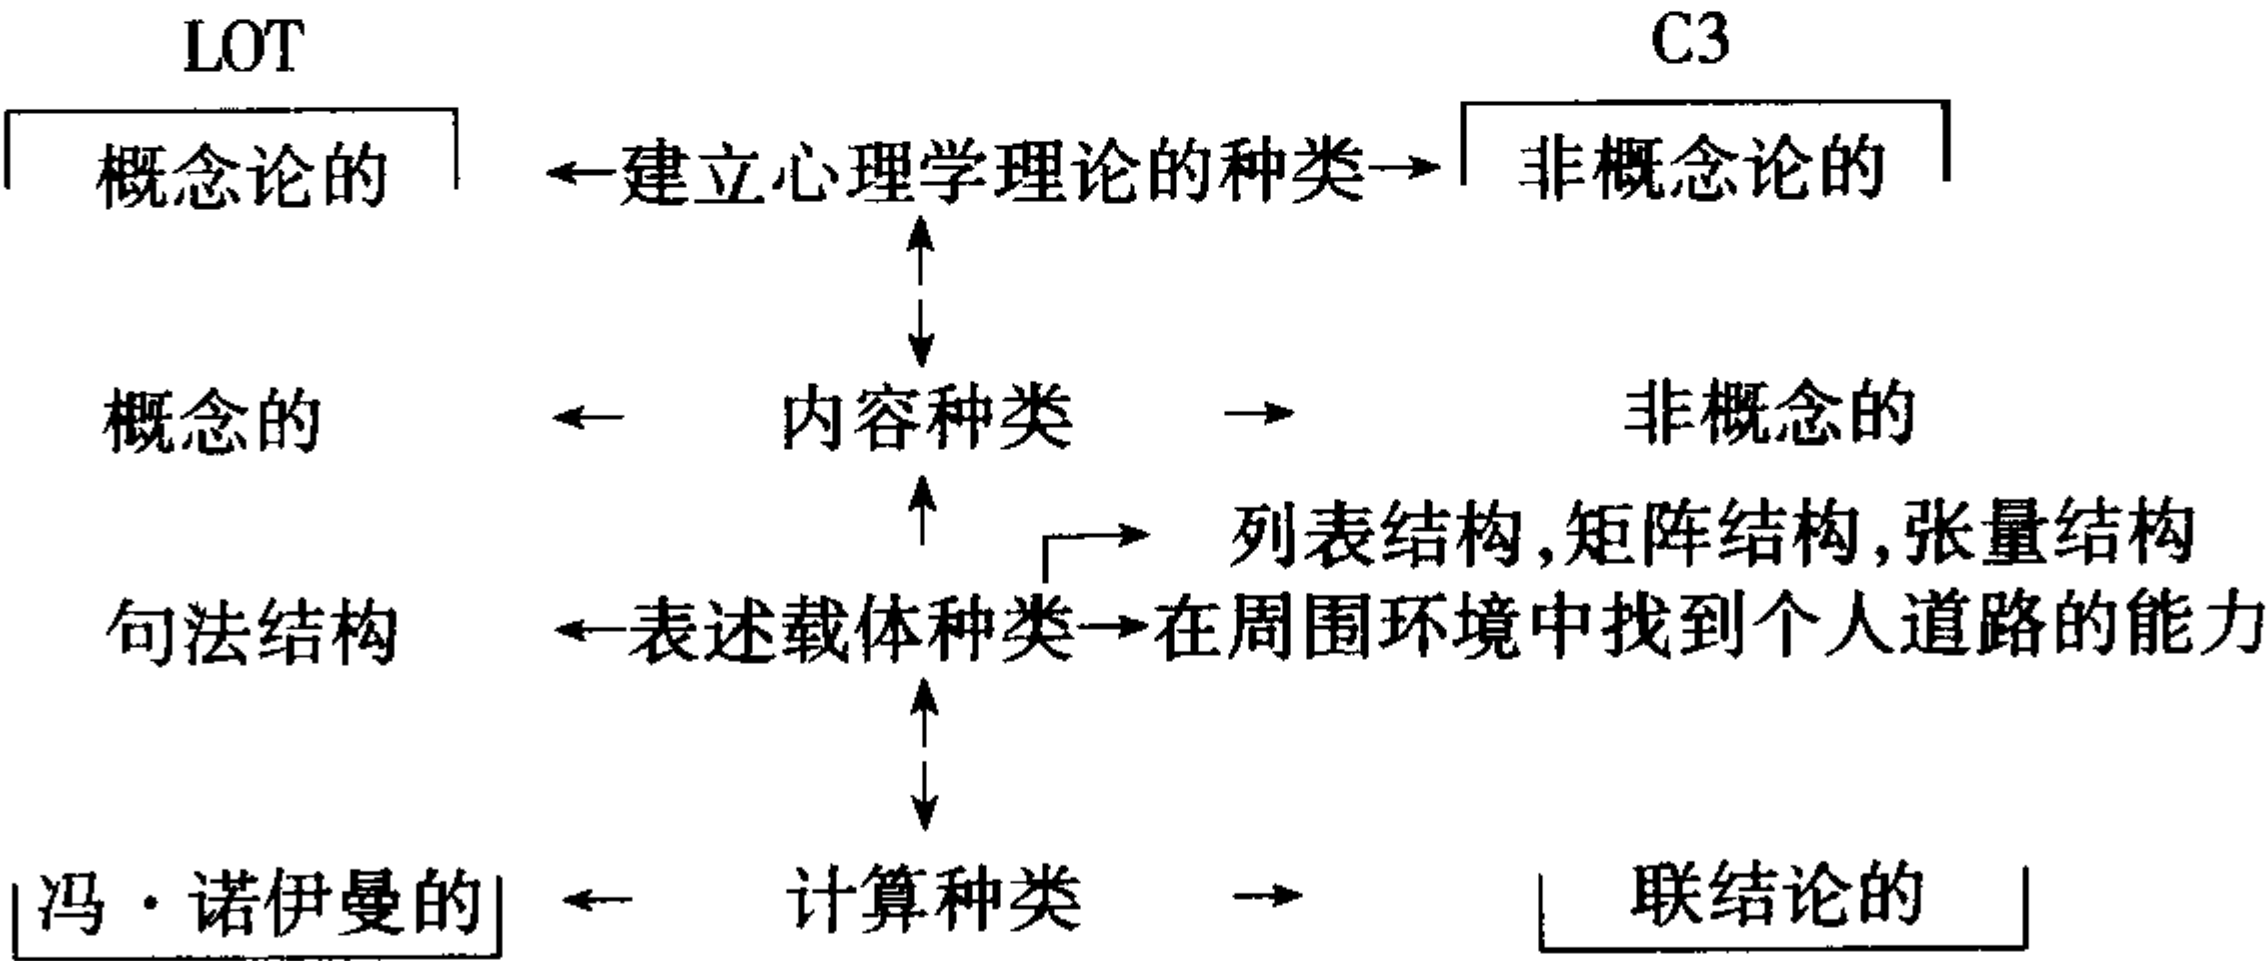 LOT C3
概念论的 ←建立心理学理论的种类→ 非概念论的
概念的 ← 内容种类 → 非概念的
列表结构,矩阵结构,张量结构
句法结构 ←表述载体种类→在周围环境中找到个人道路的能力
冯·诺伊曼的 ← 计算种类 → 联结论的